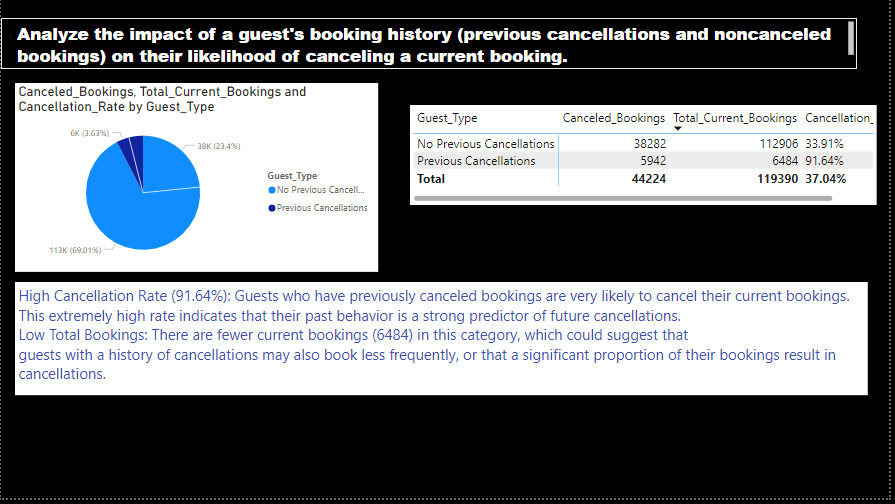 Analyze the impact of a guest's booking history (previous cancellations and noncanceled
bookings) on their likelihood of canceling a current booking.
Canceled_Bookings, Total_Current_Bookings and
Cancellation_Rate by Guest_Type
6K (3.63%)
38K (23.4%)
113K (69.01%)
Guest_Type
No Previous Cancell...
Previous Cancellations
Guest_Type Canceled_Bookings Total_Current_Bookings Cancellation_
No Previous Cancellations 38282 112906 33.91%
Previous Cancellations 5942 6484 91.64%
Total 44224 119390 37.04%
High Cancellation Rate (91.64%): Guests who have previously canceled bookings are very likely to cancel their current bookings.
This extremely high rate indicates that their past behavior is a strong predictor of future cancellations.
Low Total Bookings: There are fewer current bookings (6484) in this category, which could suggest that
guests with a history of cancellations may also book less frequently, or that a significant proportion of their bookings result in
cancellations.